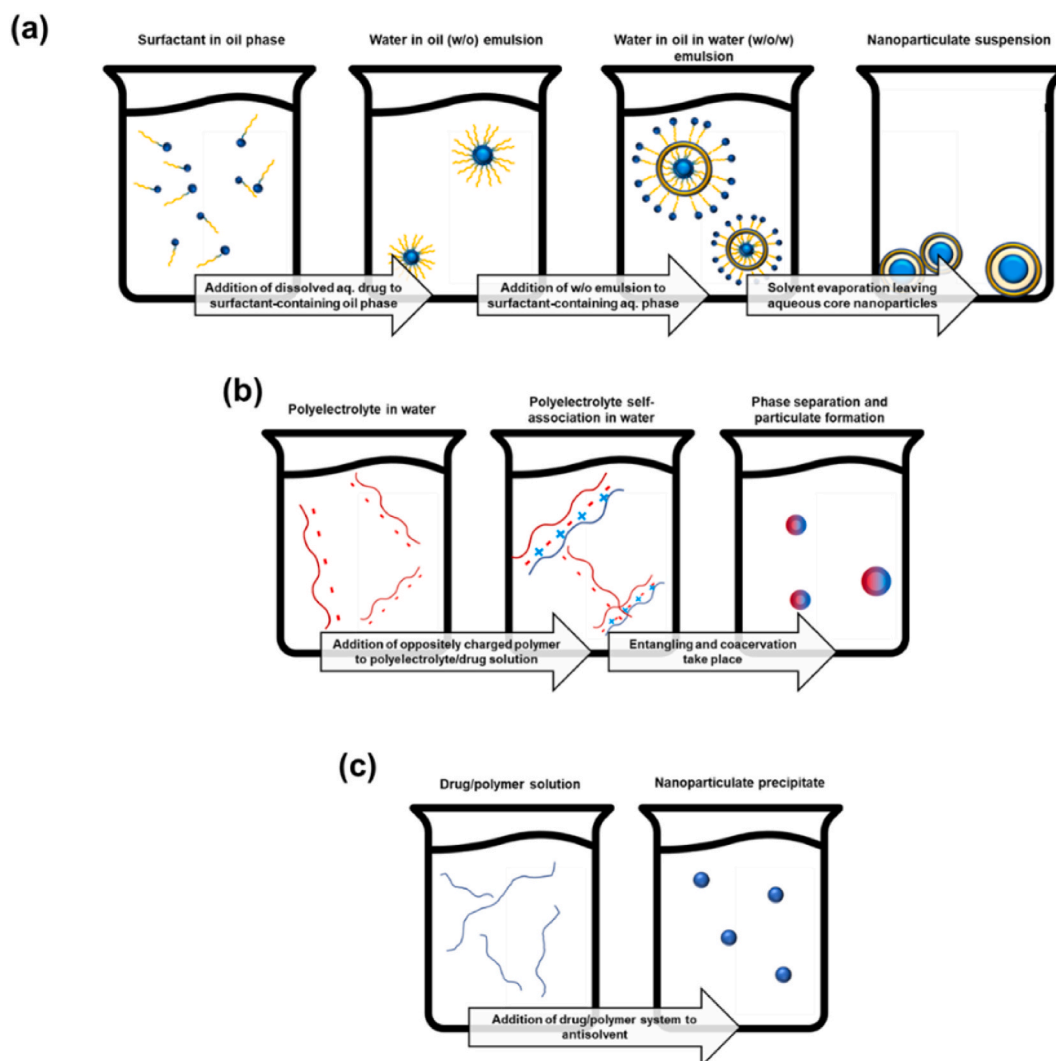 (a)
Surfactant in oil phase
Water in oil (w/o) emulsion
Water in oil in water (w/o/w)
emulsion
Nanoparticulate suspension
Addition of dissolved aq. drug to
surfactant-containing oil phase
Addition of w/o emulsion to
surfactant-containing aq. phase
Solvent evaporation leaving
aqueous core nanoparticles
(b)
Polyelectrolyte in water
Polyelectrolyte self-
association in water
Phase separation and
particulate formation
Addition of oppositely charged polymer
to polyelectrolyte/drug solution
Entangling and coacervation
take place
(c)
Drug/polymer solution
Nanoparticulate precipitate
Addition of drug/polymer system to
antisolvent